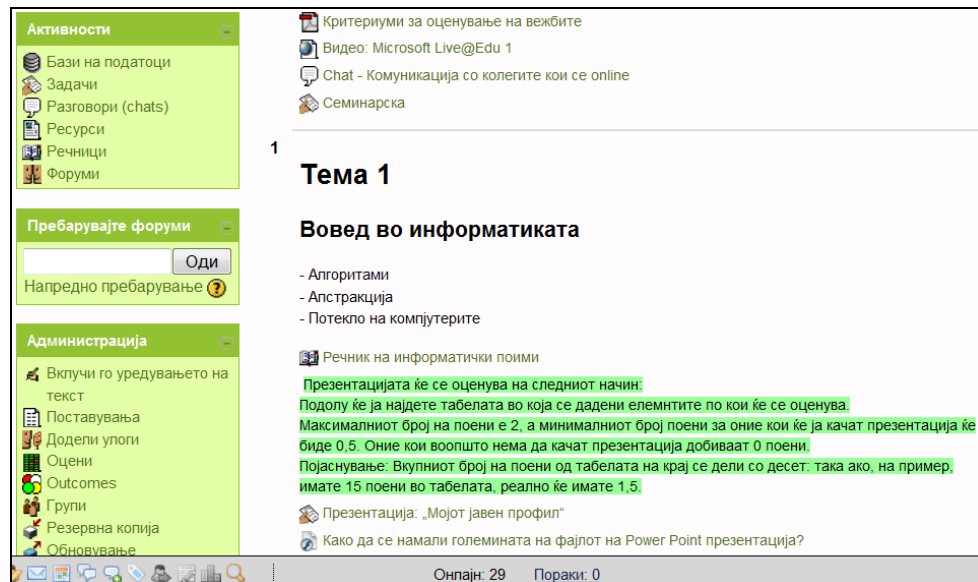 Активности
Бази на податоци
Задачи
Разговори (chats)
Ресурси
Речници
Форуми
Пребарувајте форуми
Оди
Напредно пребарување
Администрација
Вклучи го уредувањето на
текст
Поставувања
Додели улоги
Оцени
Outcomes
Групи
Резервна копија
Обновување
Критериуми за оценување на вежбите
Видео: Microsoft Live@Edu 1
Chat - Комуникација со колегите кои се online
Семинарска
1
Тема 1
Вовед во информатиката
- Алгоритами
- Апстракција
- Потекло на компјутерите
Речник на информатички поими
Презентацијата ќе се оценува на следниот начин:
Подолу ќе ја најдете табелата во која се дадени елемнтите по кои ќе се оценува.
Максималниот број на поени е 2, а минималниот број поени за оние кои ќе ја качат презентација ќе
биде 0,5. Оние кои воопшто нема да качат презентација добиваат 0 поени.
Појаснување: Вкупниот број на поени од табелата на крај се дели со десет: така ако, на пример,
имате 15 поени во табелата, реално ќе имате 1,5.
Презентација: „Мојот јавен профил“
Како да се намали големината на фајлот на Power Point презентација?
Онлајн: 29 Пораки: 0